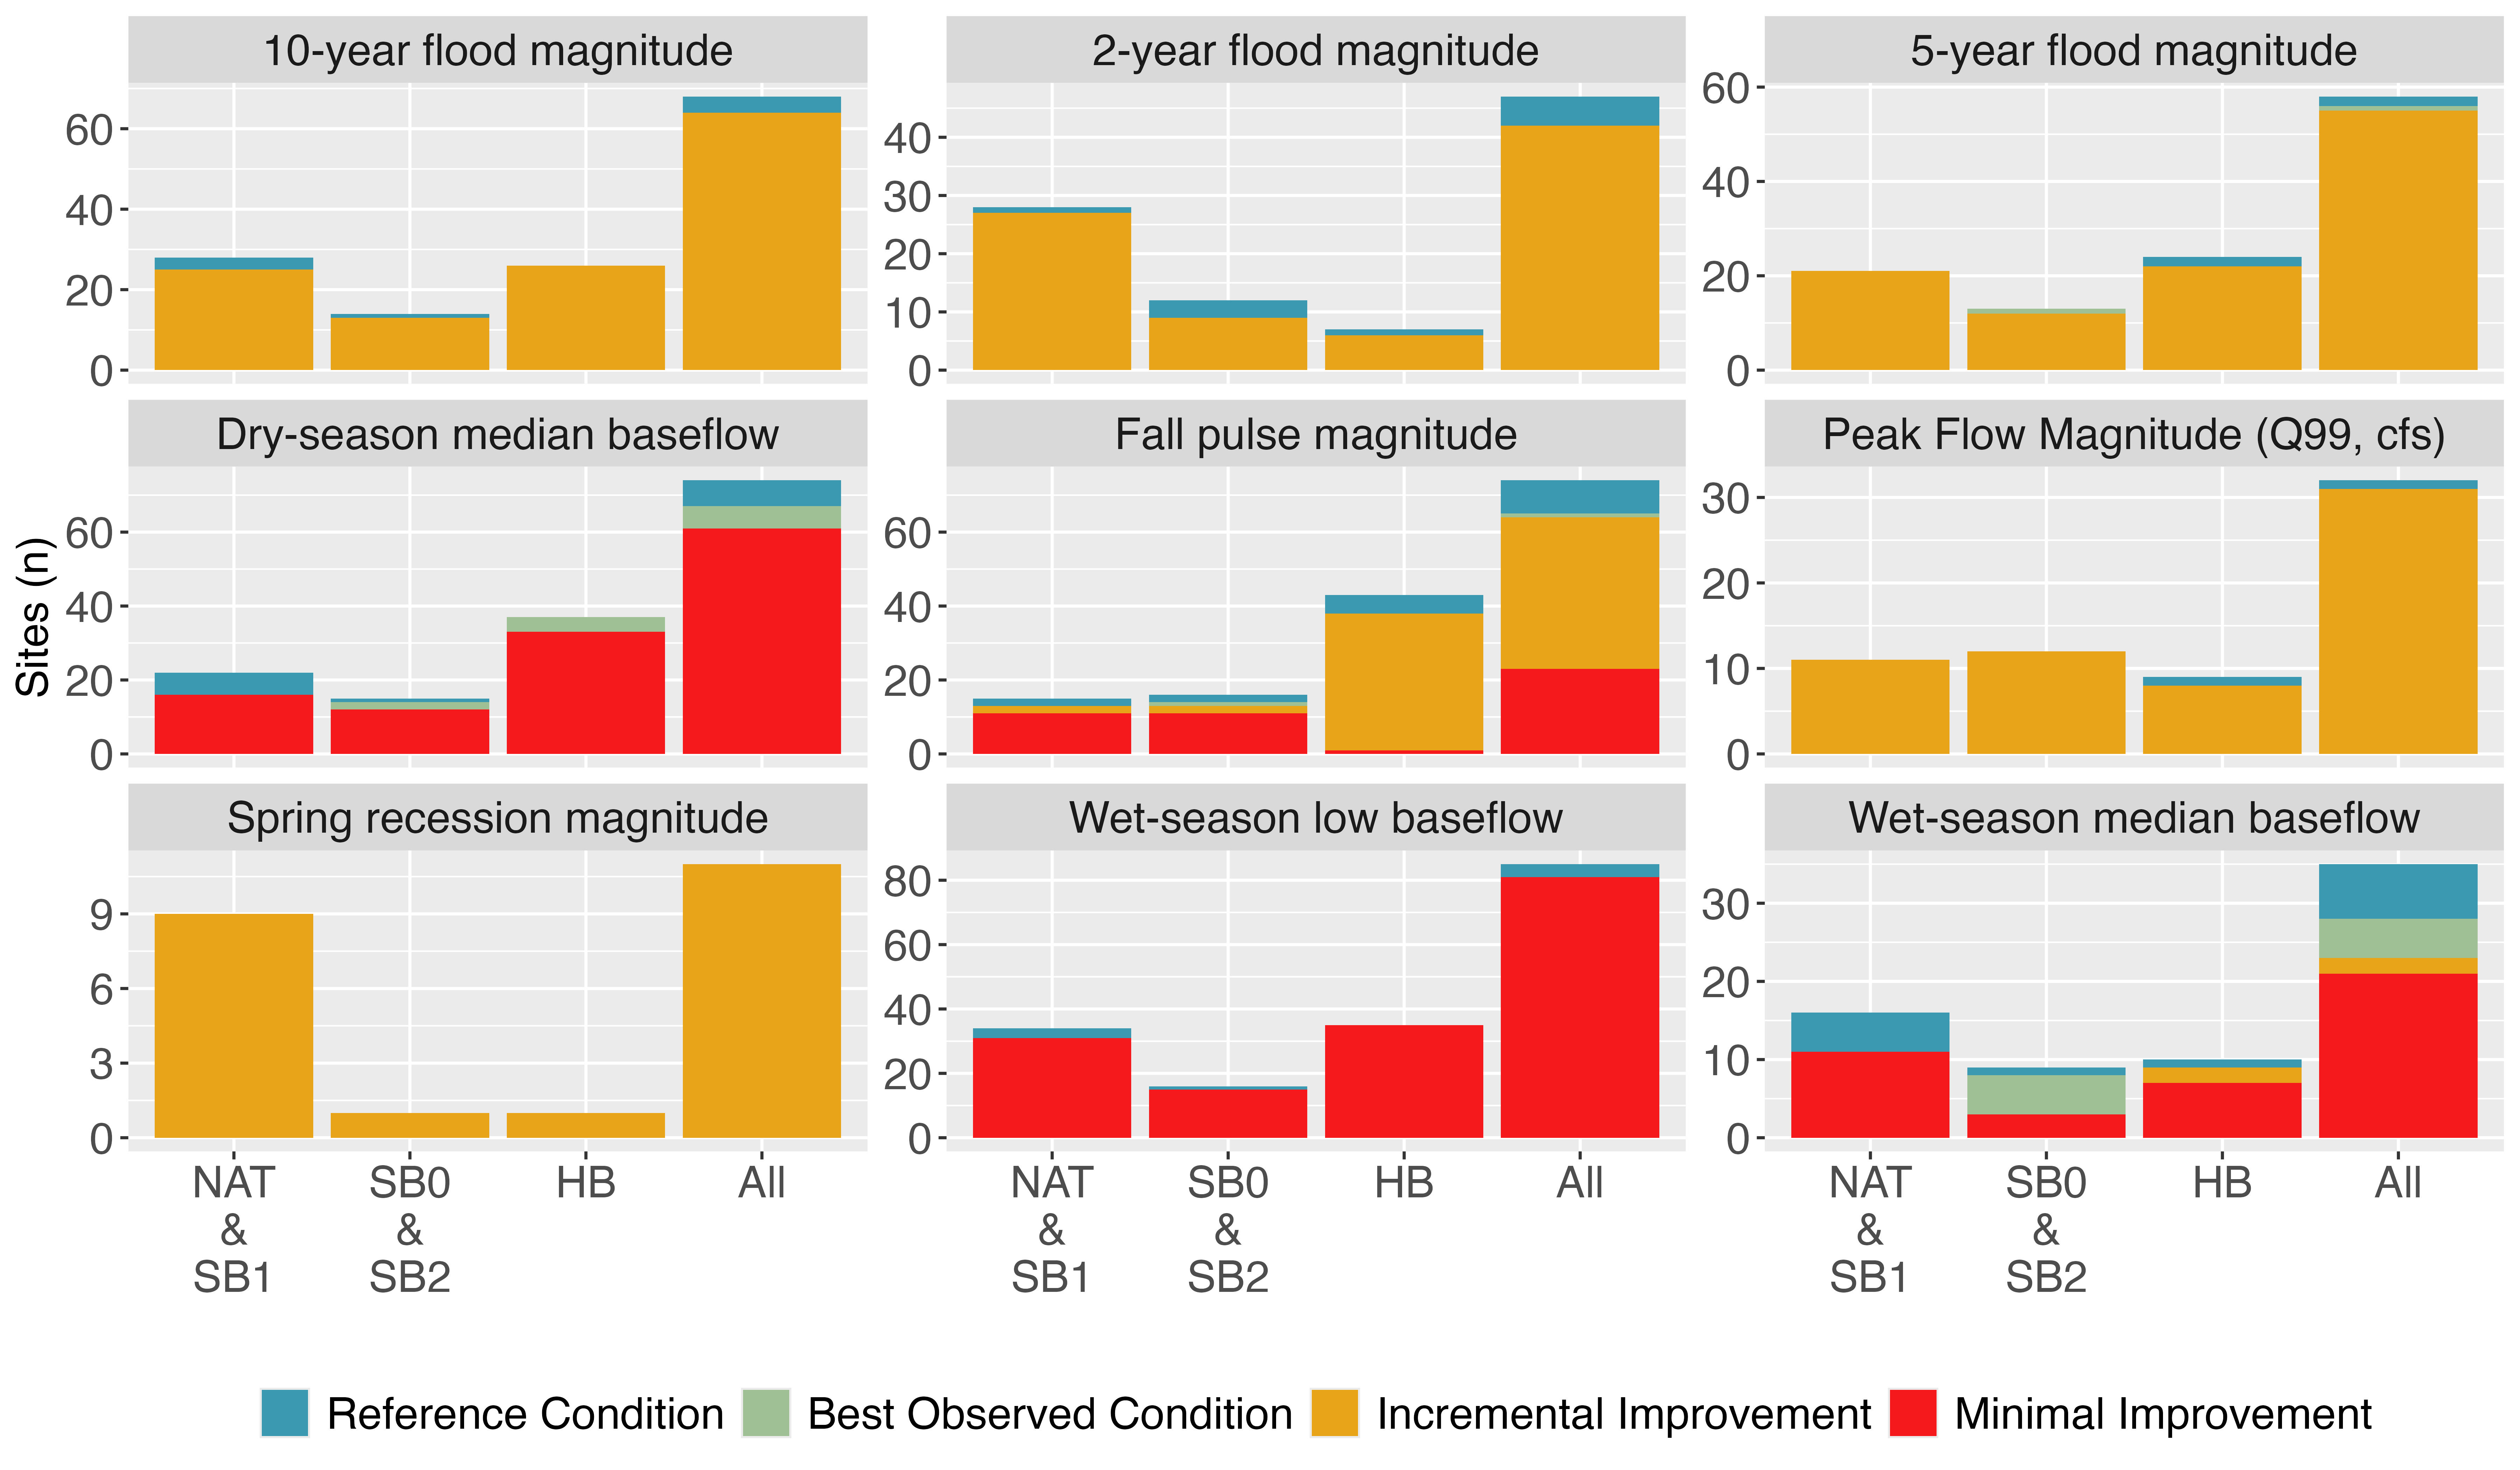 10-year flood magnitude
2-year flood magnitude
5-year flood magnitude
60
40
20
0
40
30
20
10
0
60
40
20
0
Dry-season median baseflow
Fall pulse magnitude
Peak Flow Magnitude (Q99, cfs)
Sites (n)
60
40
20
0
60
40
20
0
30
20
10
0
Spring recession magnitude
Wet-season low baseflow
Wet-season median baseflow
9
6
3
0
80
60
40
20
0
30
20
10
0
NAT
&
SB1
SB0
&
SB2
HB
All
NAT
&
SB1
SB0
&
SB2
HB
All
NAT
&
SB1
SB0
&
SB2
HB
All
Reference Condition
Best Observed Condition
Incremental Improvement
Minimal Improvement